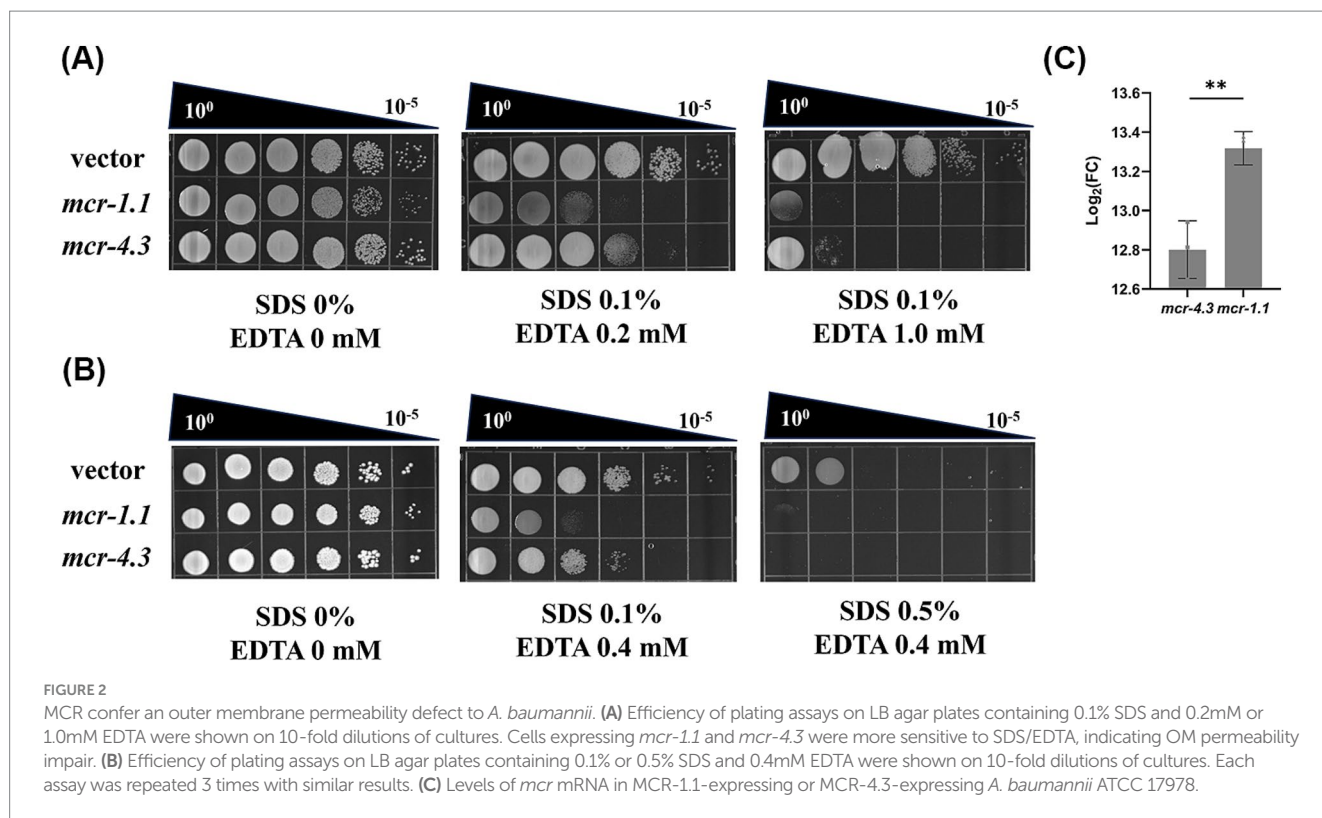 (A)
10⁰ 10⁻⁵
10⁰ 10⁻⁵
10⁰ 10⁻⁵
vector
mcr-1.1
mcr-4.3
SDS 0%
EDTA 0 mM
SDS 0.1%
EDTA 0.2 mM
SDS 0.1%
EDTA 1.0 mM
(C)
**
Log₂(FC)
13.6
13.4
13.2
13.0
12.8
12.6
mcr-4.3 mcr-1.1
(B)
10⁰ 10⁻⁵
10⁰ 10⁻⁵
10⁰ 10⁻⁵
vector
mcr-1.1
mcr-4.3
SDS 0%
EDTA 0 mM
SDS 0.1%
EDTA 0.4 mM
SDS 0.5%
EDTA 0.4 mM
FIGURE 2
MCR confer an outer membrane permeability defect to A. baumannii. (A) Efficiency of plating assays on LB agar plates containing 0.1% SDS and 0.2mM or
1.0mM EDTA were shown on 10-fold dilutions of cultures. Cells expressing mcr-1.1 and mcr-4.3 were more sensitive to SDS/EDTA, indicating OM permeability
impair. (B) Efficiency of plating assays on LB agar plates containing 0.1% or 0.5% SDS and 0.4mM EDTA were shown on 10-fold dilutions of cultures. Each
assay was repeated 3 times with similar results. (C) Levels of mcr mRNA in MCR-1.1-expressing or MCR-4.3-expressing A. baumannii ATCC 17978.